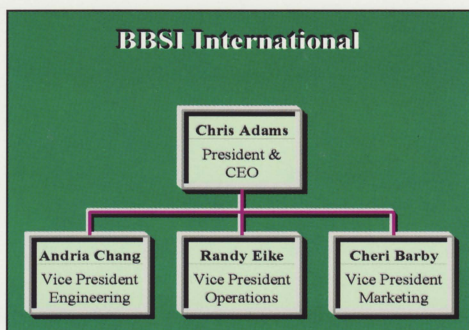 BBSI International
Chris Adams
President &
CEO
Andria Chang
Vice President
Engineering
Randy Eike
Vice President
Operations
Cheri Barby
Vice President
Marketing